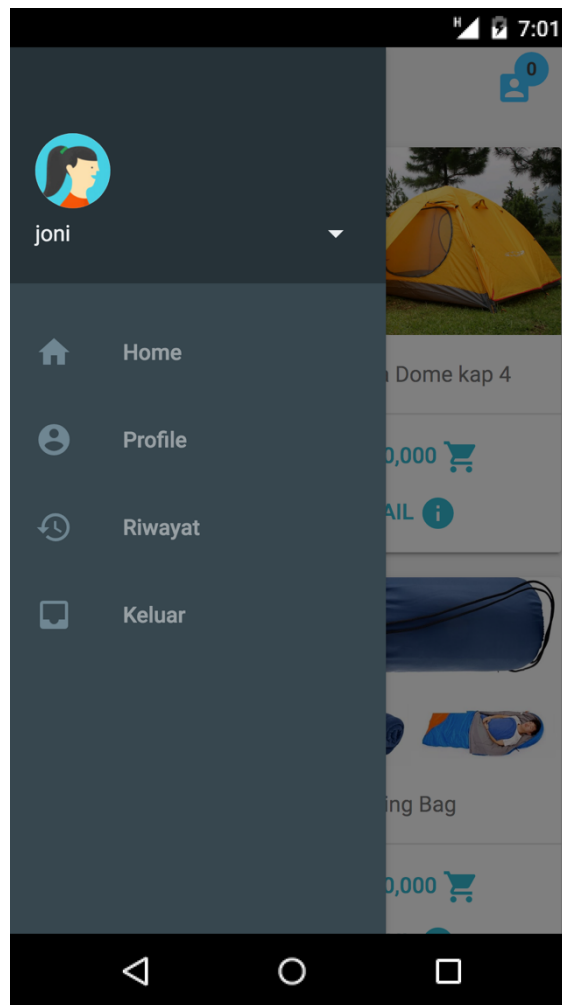 H 7:01
0
joni
Home
Profile
Riwayat
Keluar
Dome kap 4
0,000
AIL
ing Bag
0,000